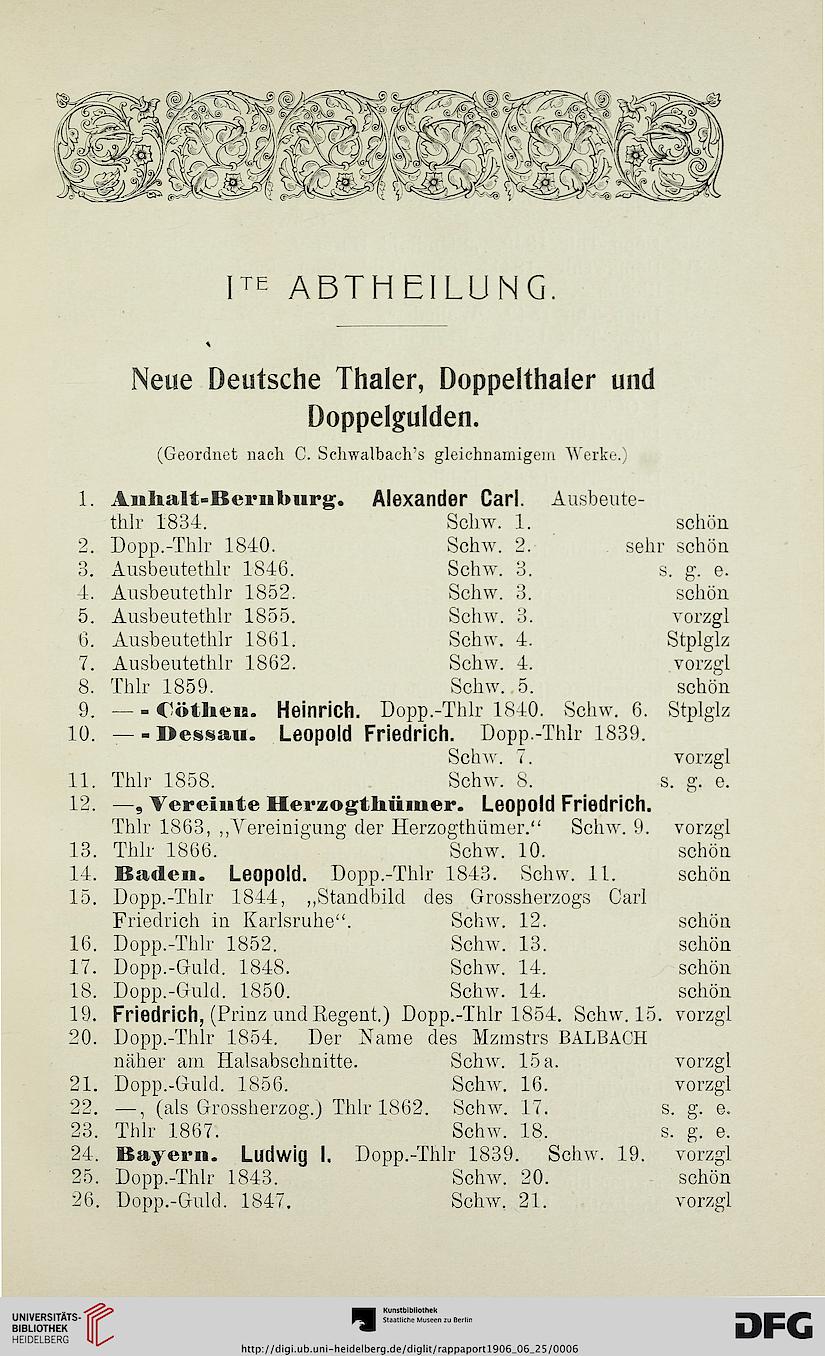 ITE ABTHEILUNG.
Neue Deutsche Thaler, Doppelthaler und
Doppelgulden.
(Geordnet nach C. Schwalbach's gleichnamigem Werke.)
1. Anhalt-Bernburg. Alexander Carl. Ausbeute-
thlr 1834. Schw. 1. schön
2. Dopp.-Thlr 1840. Schw. 2. sehr schön
3. Ausbeutethlr 1846. Schw. 3. s. g. e.
4. Ausbeutethlr 1852. Schw. 3. schön
5. Ausbeutethlr 1855. Schw. 3. vorzgl
6. Ausbeutethlr 1861. Schw. 4. Stplglz
7. Ausbeutethlr 1862. Schw. 4. vorzgl
8. Thlr 1859. Schw. 5. schön
9. — - Cöthen. Heinrich. Dopp.-Thlr 1840. Schw. 6. Stplglz
10. — - Dessau. Leopold Friedrich. Dopp.-Thlr 1839.
Schw. 7. vorzgl
11. Thlr 1858. Schw. 8. s. g. e.
12. —, Vereinte Herzogthümer. Leopold Friedrich.
Thlr 1863, „Vereinigung der Herzogthümer.“ Schw. 9. vorzgl
13. Thlr 1866. Schw. 10. schön
14. Baden. Leopold. Dopp.-Thlr 1843. Schw. 11. schön
15. Dopp.-Thlr 1844, „Standbild des Grossherzogs Carl
Friedrich in Karlsruhe“. Schw. 12. schön
16. Dopp.-Thlr 1852. Schw. 13. schön
17. Dopp.-Guld. 1848. Schw. 14. schön
18. Dopp.-Guld. 1850. Schw. 14. schön
19. Friedrich, (Prinz und Regent.) Dopp.-Thlr 1854. Schw. 15. vorzgl
20. Dopp.-Thlr 1854. Der Name des Mzmstrs BALBACH
näher am Halsabschnitte. Schw. 15a. vorzgl
21. Dopp.-Guld. 1856. Schw. 16. vorzgl
22. —, (als Grossherzog.) Thlr 1862. Schw. 17. s. g. e.
23. Thlr 1867. Schw. 18. s. g. e.
24. Bayern. Ludwig I. Dopp.-Thlr 1839. Schw. 19. vorzgl
25. Dopp.-Thlr 1843. Schw. 20. schön
26. Dopp.-Guld. 1847. Schw. 21. vorzgl
UNIVERSITÄTS-
BIBLIOTHEK
HEIDELBERG
Kunstbibliothek
Staatliche Museen zu Berlin
DFG
http://digi.ub.uni-heidelberg.de/diglit/rappaport1906_06_25/0006